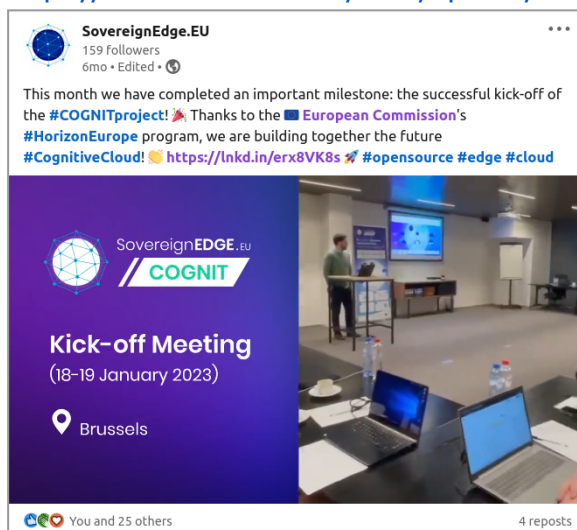 SovereignEdge.EU
159 followers
6mo • Edited •
This month we have completed an important milestone: the successful kick-off of
the #COGNITproject! 🎉 Thanks to the 🇪🇺 European Commission's
#HorizonEurope program, we are building together the future
#CognitiveCloud! 👏 https://lnkd.in/erx8VK8s 🚀 #opensource #edge #cloud
SovereignEDGE.EU
COGNIT
Kick-off Meeting
(18-19 January 2023)
Brussels
You and 25 others
4 reposts